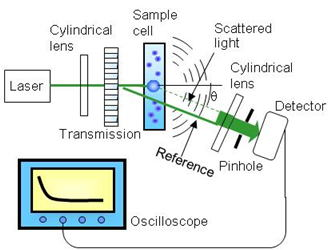 Cylindrical
lens
Sample
cell
Scattered
light
Cylindrical
lens
θ
Detector
Laser
Transmission
Reference
Pinhole
Oscilloscope